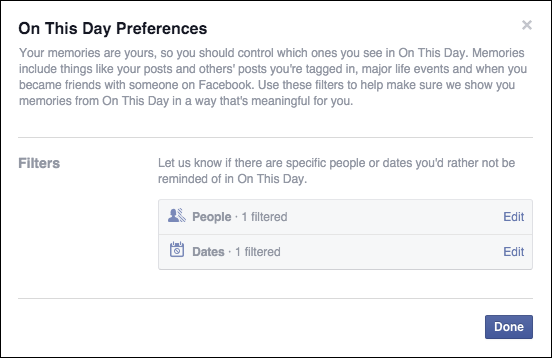 On This Day Preferences
Your memories are yours, so you should control which ones you see in On This Day. Memories
include things like your posts and others' posts you're tagged in, major life events and when you
became friends with someone on Facebook. Use these filters to help make sure we show you
memories from On This Day in a way that's meaningful for you.
Filters
Let us know if there are specific people or dates you'd rather not be
reminded of in On This Day.
People · 1 filtered Edit
Dates · 1 filtered Edit
Done